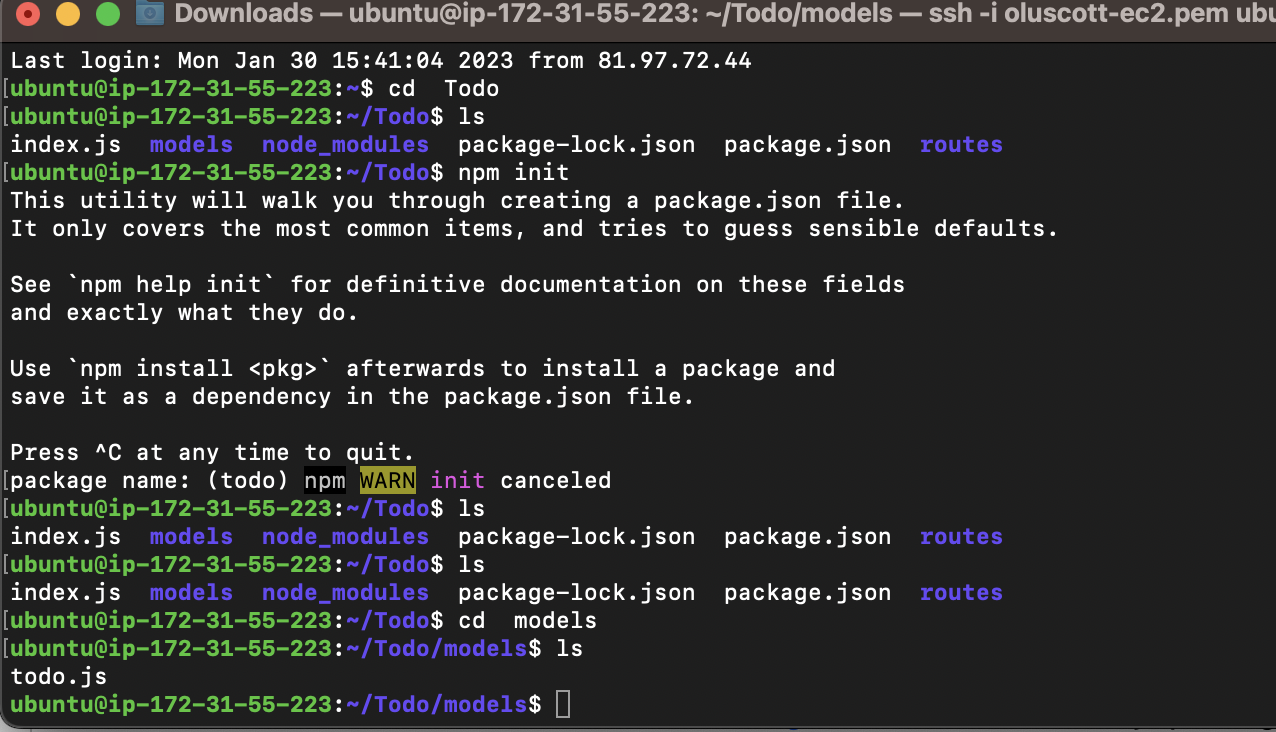 Downloads — ubuntu@ip-172-31-55-223: ~/Todo/models — ssh -i oluscott-ec2.pem
Last login: Mon Jan 30 15:41:04 2023 from 81.97.72.44
[ubuntu@ip-172-31-55-223:~$ cd  Todo
[ubuntu@ip-172-31-55-223:~/Todo$ ls
index.js  models  node_modules  package-lock.json  package.json  routes
[ubuntu@ip-172-31-55-223:~/Todo$ npm init
This utility will walk you through creating a package.json file.
It only covers the most common items, and tries to guess sensible defaults.
See `npm help init` for definitive documentation on these fields
and exactly what they do.
Use `npm install <pkg>` afterwards to install a package and
save it as a dependency in the package.json file.
Press ^C at any time to quit.
[package name: (todo) npm WARN init canceled
[ubuntu@ip-172-31-55-223:~/Todo$ ls
index.js  models  node_modules  package-lock.json  package.json  routes
[ubuntu@ip-172-31-55-223:~/Todo$ ls
index.js  models  node_modules  package-lock.json  package.json  routes
[ubuntu@ip-172-31-55-223:~/Todo$ cd  models
[ubuntu@ip-172-31-55-223:~/Todo/models$ ls
todo.js
ubuntu@ip-172-31-55-223:~/Todo/models$